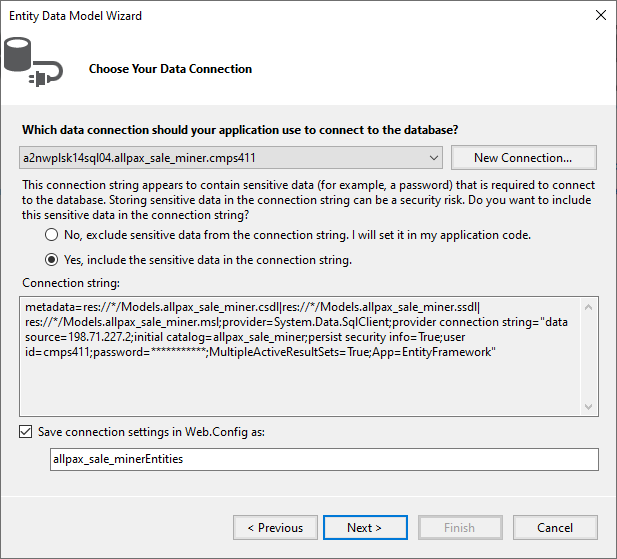 Entity Data Model Wizard
Choose Your Data Connection
Which data connection should your application use to connect to the database?
a2nwplsk14sql04.allpax_sale_miner.cmps411
New Connection...
This connection string appears to contain sensitive data (for example, a password) that is required to connect
to the database. Storing sensitive data in the connection string can be a security risk. Do you want to include
this sensitive data in the connection string?
No, exclude sensitive data from the connection string. I will set it in my application code.
Yes, include the sensitive data in the connection string.
Connection string:
metadata=res://*/Models.allpax_sale_miner.csdl|res://*/Models.allpax_sale_miner.ssdl|
res://*/Models.allpax_sale_miner.msl;provider=System.Data.SqlClient;provider connection string="data
source=198.71.227.2;initial catalog=allpax_sale_miner;persist security info=True;user
id=cmps411;password=***********;MultipleActiveResultSets=True;App=EntityFramework"
Save connection settings in Web.Config as:
allpax_sale_minerEntities
< Previous
Next >
Finish
Cancel